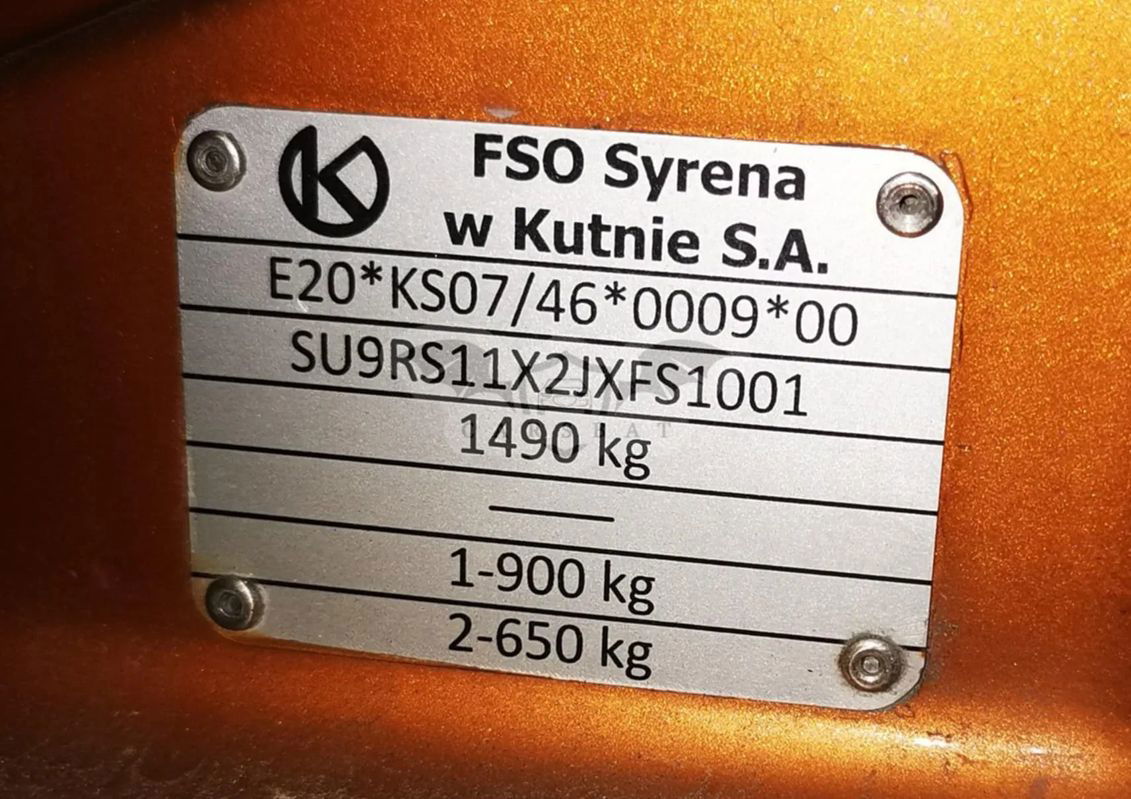 FSO Syrena
w Kutnie S.A.
E20*KS07/46*0009*00
SU9RS11X2JXFS1001
1490 kg
1-900 kg
2-650 kg